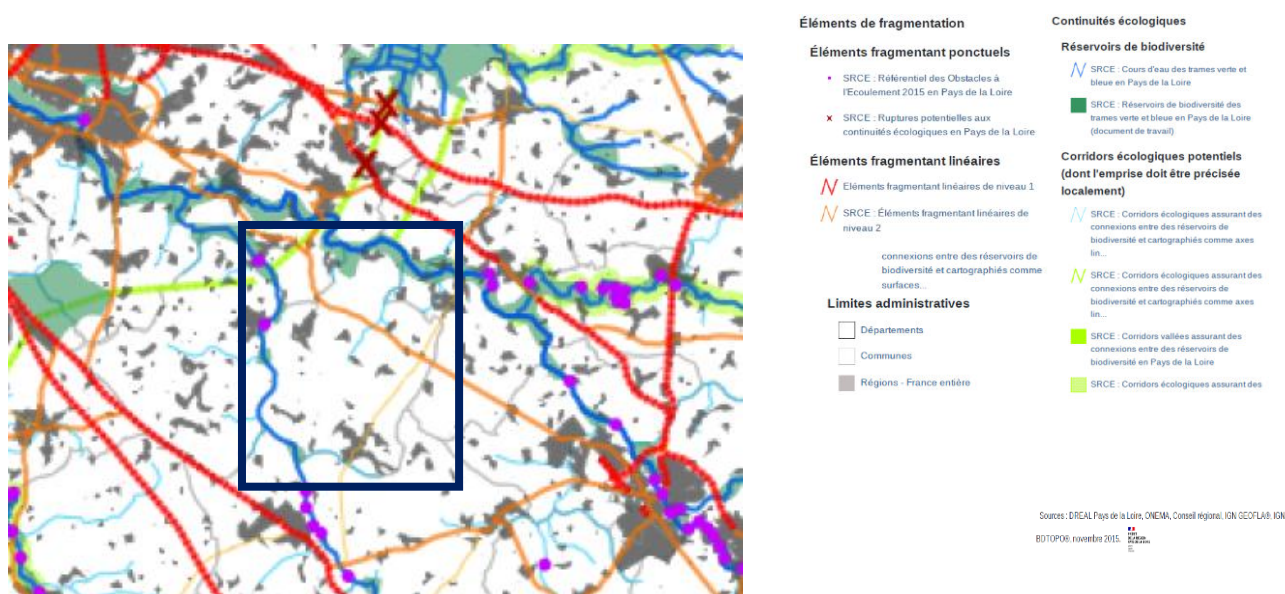 Éléments de fragmentation
Éléments fragmentant ponctuels
SRCE : Référentiel des Obstacles à
l'Ecoulement 2015 en Pays de la Loire
SRCE : Ruptures potentielles aux
continuités écologiques en Pays de la Loire
Éléments fragmentant linéaires
Eléments fragmentant linéaires de niveau 1
SRCE : Éléments fragmentant linéaires de
niveau 2
connexions entre des réservoirs de
biodiversité et cartographiés comme
surfaces...
Limites administratives
Départements
Communes
Régions - France entière
Continuités écologiques
Réservoirs de biodiversité
SRCE : Cours d'eau des trames verte et
bleue en Pays de la Loire
SRCE : Réservoirs de biodiversité des
trames verte et bleue en Pays de la Loire
(document de travail)
Corridors écologiques potentiels
(dont l'emprise doit être précisée
localement)
SRCE : Corridors écologiques assurant des
connexions entre des réservoirs de
biodiversité et cartographiés comme axes
lin...
SRCE : Corridors écologiques assurant des
connexions entre des réservoirs de
biodiversité et cartographiés comme axes
lin...
SRCE : Corridors vallées assurant des
connexions entre des réservoirs de
biodiversité en Pays de la Loire
SRCE : Corridors écologiques assurant des
Sources : DREAL Pays de la Loire, ONEMA, Conseil régional, IGN GEOFLA®, IGN
BDTOPO®, novembre 2015.